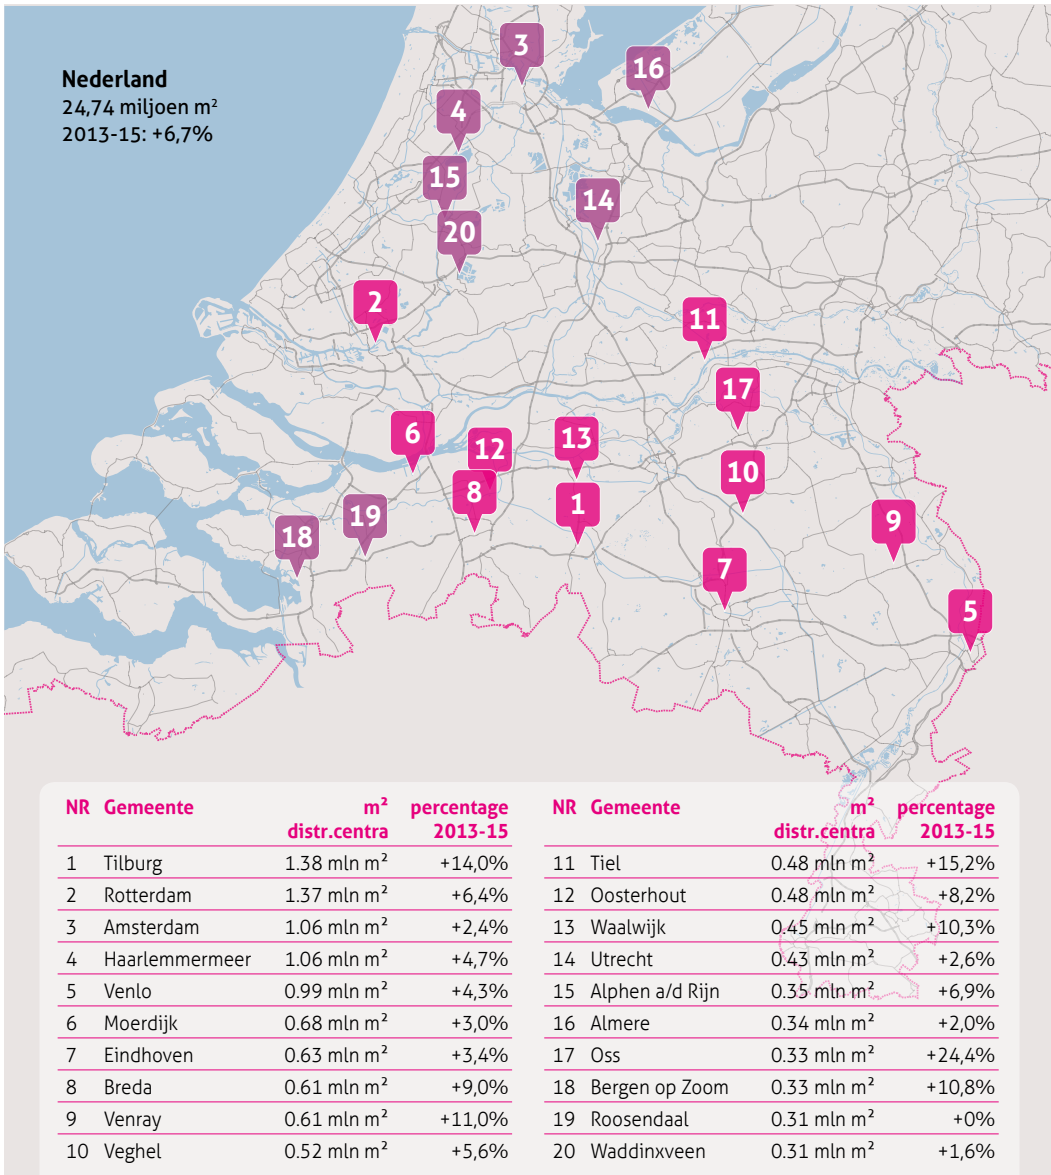 Nederland
24,74 miljoen m²
2013-15: +6,7%
3
16
4
15
14
20
2
11
17
6
13
12
10
8
1
9
19
18
7
5
NR Gemeente m² distr.centra percentage 2013-15
1 Tilburg 1.38 mln m² +14,0%
2 Rotterdam 1.37 mln m² +6,4%
3 Amsterdam 1.06 mln m² +2,4%
4 Haarlemmermeer 1.06 mln m² +4,7%
5 Venlo 0.99 mln m² +4,3%
6 Moerdijk 0.68 mln m² +3,0%
7 Eindhoven 0.63 mln m² +3,4%
8 Breda 0.61 mln m² +9,0%
9 Venray 0.61 mln m² +11,0%
10 Veghel 0.52 mln m² +5,6%
NR Gemeente m² distr.centra percentage 2013-15
11 Tiel 0.48 mln m² +15,2%
12 Oosterhout 0.48 mln m² +8,2%
13 Waalwijk 0.45 mln m² +10,3%
14 Utrecht 0.43 mln m² +2,6%
15 Alphen a/d Rijn 0.35 mln m² +6,9%
16 Almere 0.34 mln m² +2,0%
17 Oss 0.33 mln m² +24,4%
18 Bergen op Zoom 0.33 mln m² +10,8%
19 Roosendaal 0.31 mln m² +0%
20 Waddinxveen 0.31 mln m² +1,6%